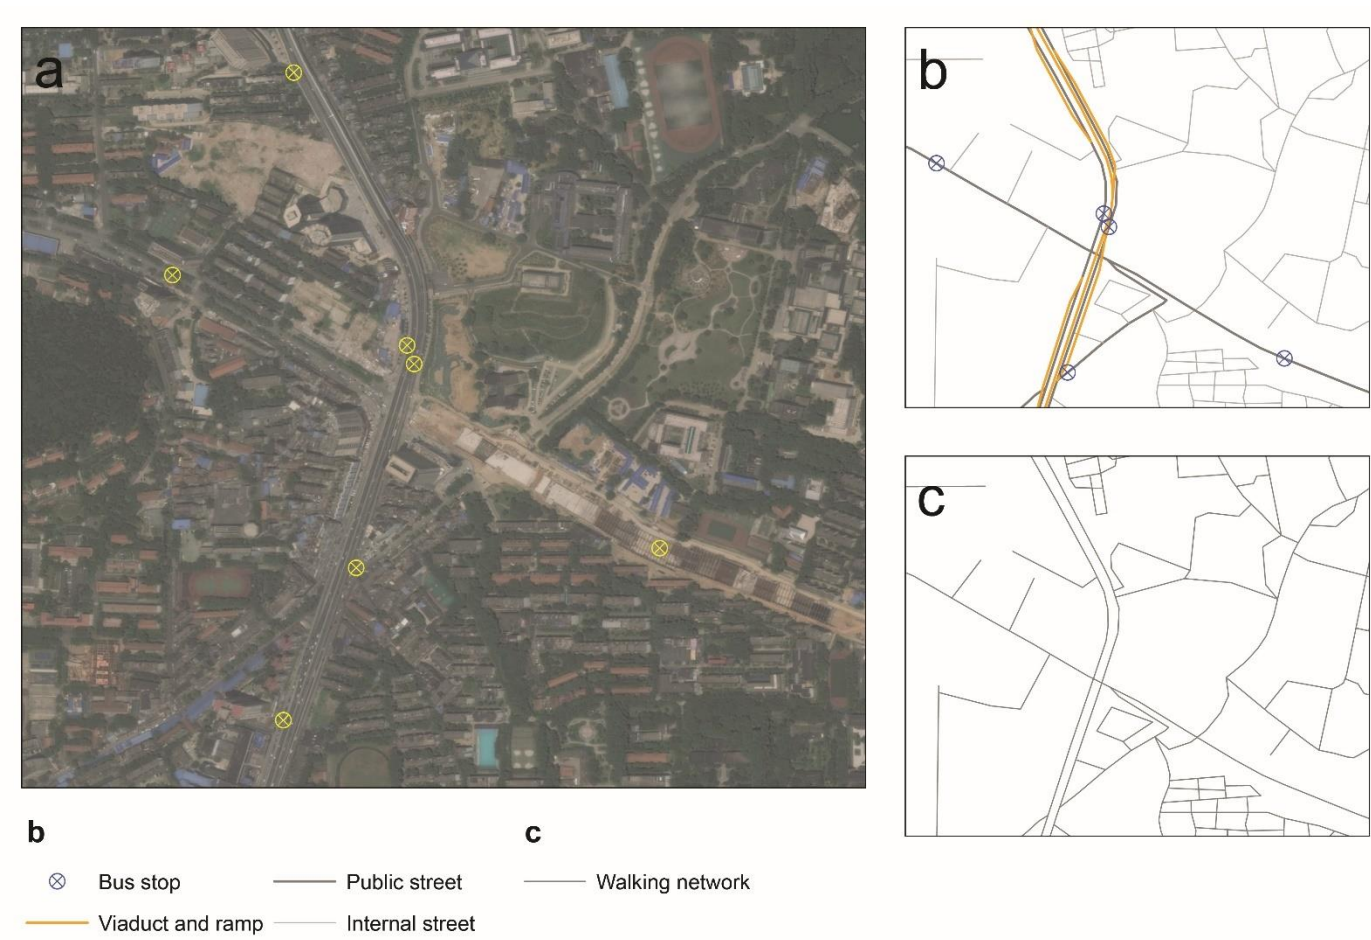 a
b
c
b
c
Bus stop
Public street
Walking network
Viaduct and ramp
Internal street